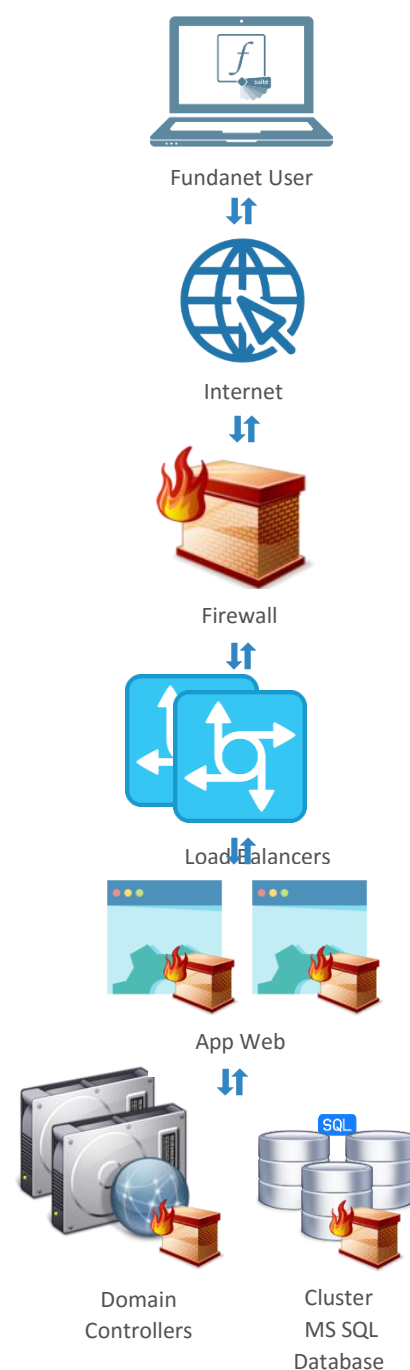 f
suite
Fundanet User
Internet
Firewall
Load Balancers
App Web
SQL
Domain
Controllers
Cluster
MS SQL
Database